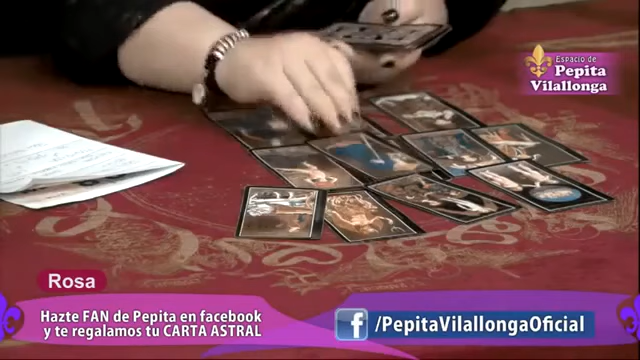 Espacio de
Pepita
Vilallonga
Rosa
Hazte FAN de Pepita en facebook
y te regalamos tu CARTA ASTRAL
f /PepitaVilallongaOficial